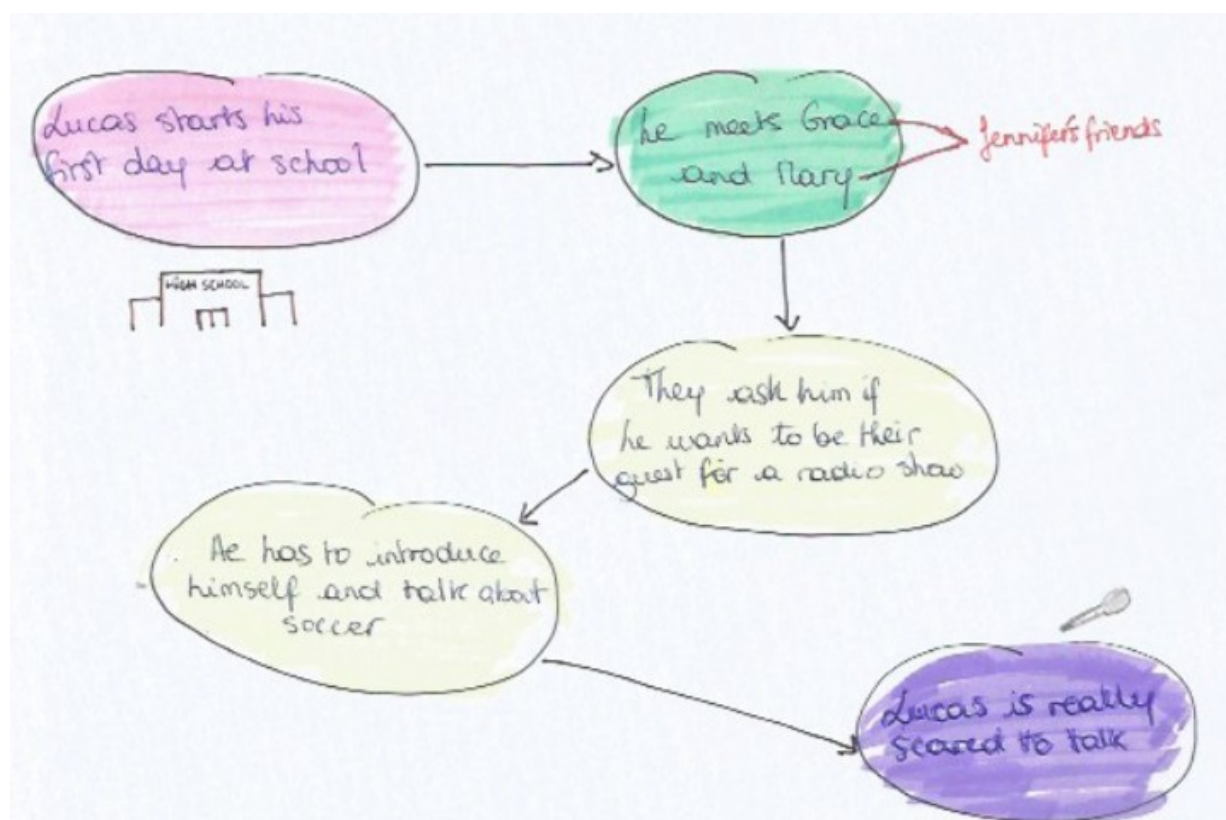 Lucas starts his
first day at school
he meets Grace
and Mary
Jennifer's friends
HIGH SCHOOL
They ask him if
he wants to be their
guest for a radio show
He has to introduce
himself and talk about
soccer
Lucas is really
scared to talk